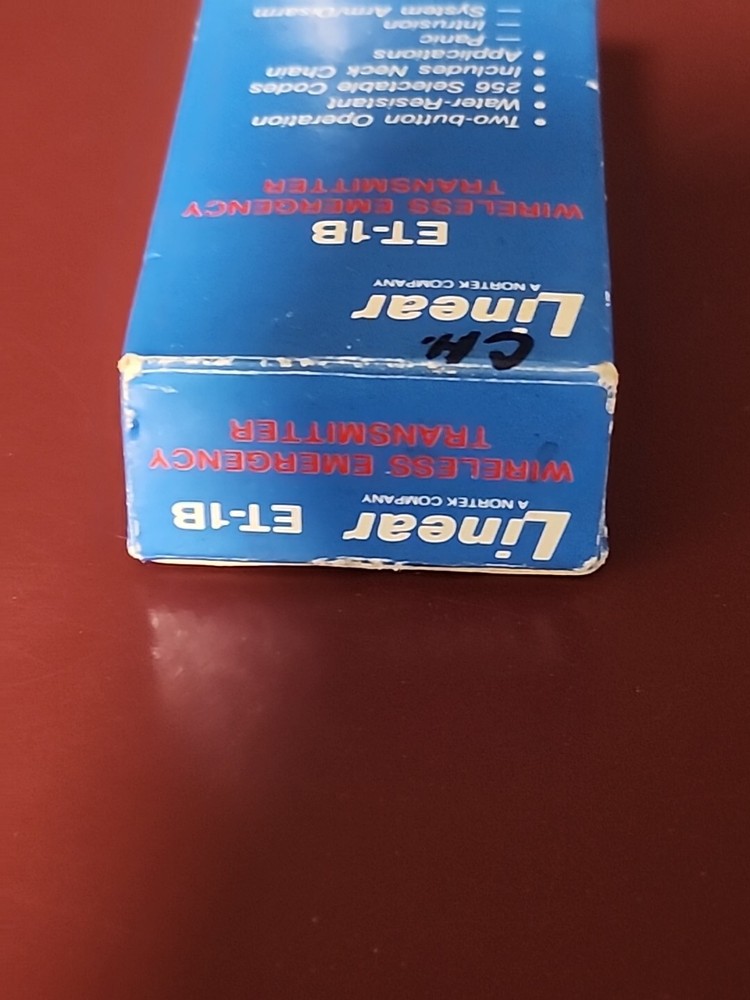 Linear ET-1B
A NORTEK COMPANY
WIRELESS EMERGENCY
TRANSMITTER
C.H.
Linear
A NORTEK COMPANY
ET-1B
WIRELESS EMERGENCY
TRANSMITTER
• Two-button Operation
• Water-Resistant
• 256 Selectable Codes
• Includes Neck Chain
• Applications
— Panic
— Intrusion
— System Arm/Disarm